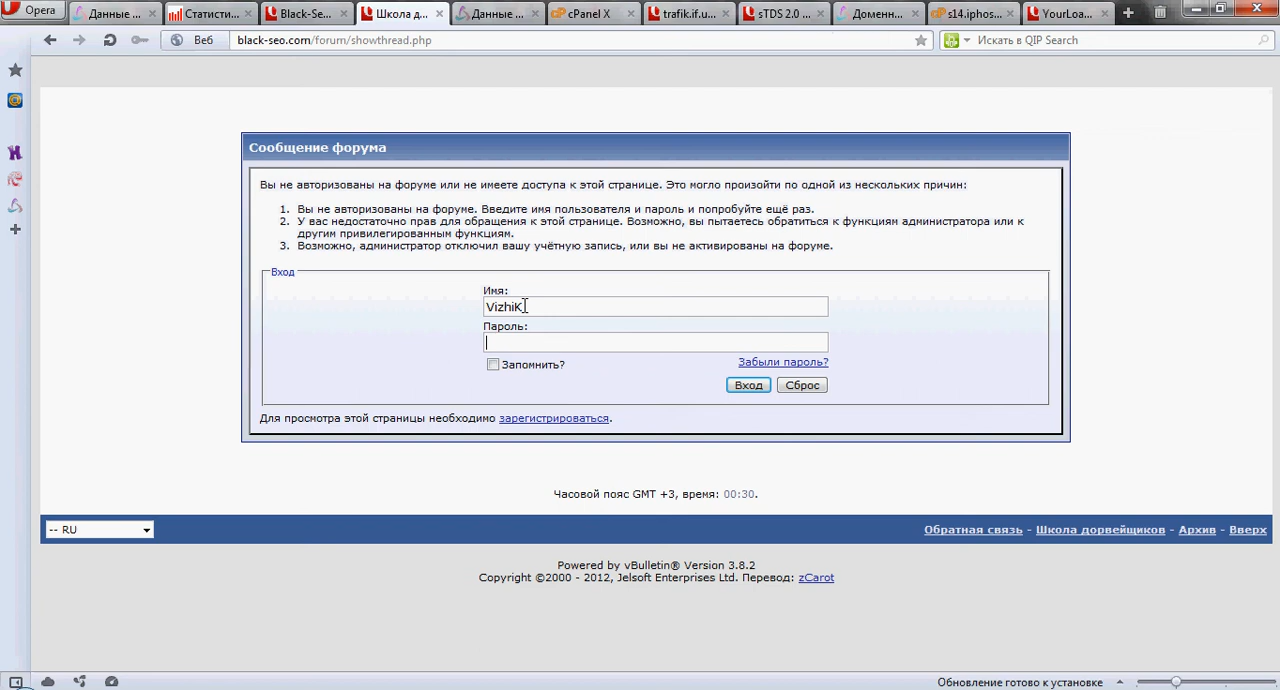 Opera
Данные ...
Статисти...
Black-Se...
Школа д...
Данные ...
cPanel X
trafik.if.u...
sTDS 2.0 ...
Доменн...
s14.iphos...
YourLoa...
Веб
black-seo.com/forum/showthread.php
Искать в QIP Search
Сообщение форума
Вы не авторизованы на форуме или не имеете доступа к этой странице. Это могло произойти по одной из нескольких причин:
1. Вы не авторизованы на форуме. Введите имя пользователя и пароль и попробуйте ещё раз.
2. У вас недостаточно прав для обращения к этой странице. Возможно, вы пытаетесь обратиться к функциям администратора или к
другим привилегированным функциям.
3. Возможно, администратор отключил вашу учётную запись, или вы не активированы на форуме.
Вход
Имя:
VizhiK
Пароль:
Запомнить?
Забыли пароль?
Вход
Сброс
Для просмотра этой страницы необходимо зарегистрироваться.
Часовой пояс GMT +3, время: 00:30.
-- RU
Обратная связь - Школа дорвейщиков - Архив - Вверх
Powered by vBulletin® Version 3.8.2
Copyright ©2000 - 2012, Jelsoft Enterprises Ltd. Перевод: zCarot
Обновление готово к установке